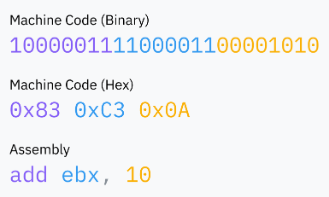 Machine Code (Binary)
100000111100001100001010
Machine Code (Hex)
0x83 0xC3 0x0A
Assembly
add ebx, 10